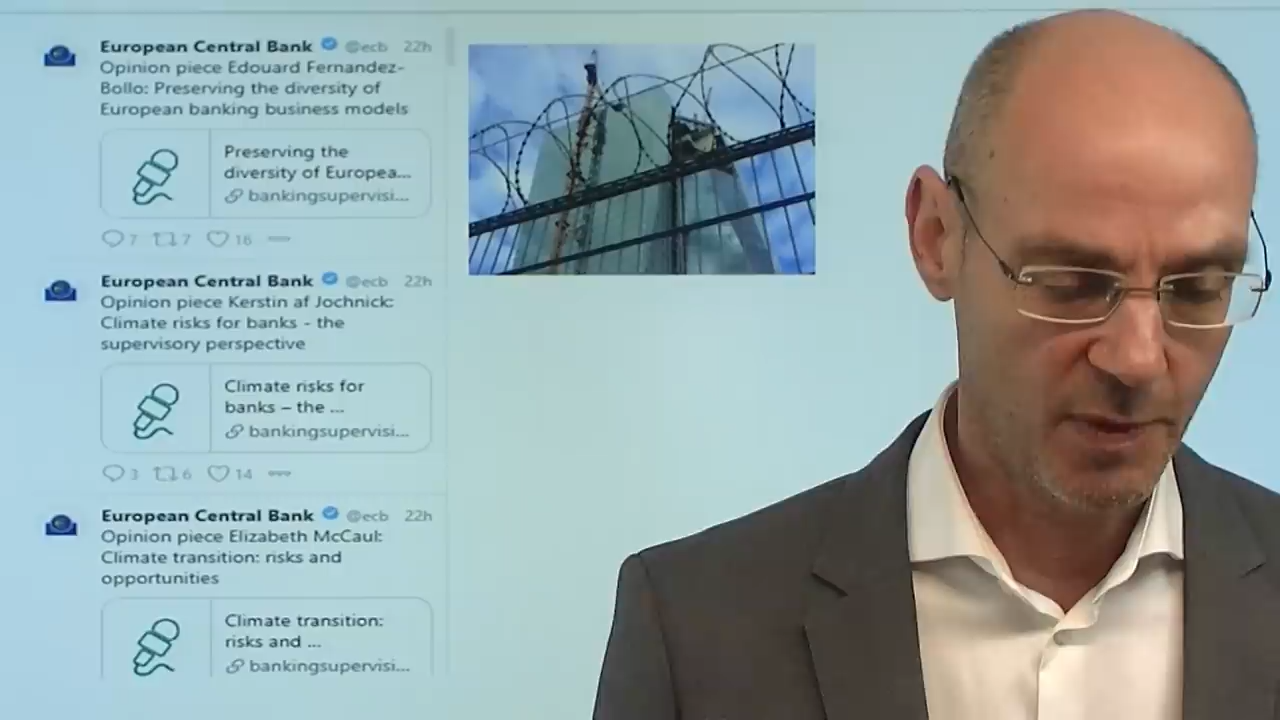 European Central Bank @ecb 22h
Opinion piece Edouard Fernandez-
Bollo: Preserving the diversity of
European banking business models
Preserving the
diversity of Europea...
bankingsupervisi...
7 7 16
European Central Bank @ecb 22h
Opinion piece Kerstin af Jochnick:
Climate risks for banks - the
supervisory perspective
Climate risks for
banks – the ...
bankingsupervisi...
3 6 14
European Central Bank @ecb 22h
Opinion piece Elizabeth McCaul:
Climate transition: risks and
opportunities
Climate transition:
risks and ...
bankingsupervisi...